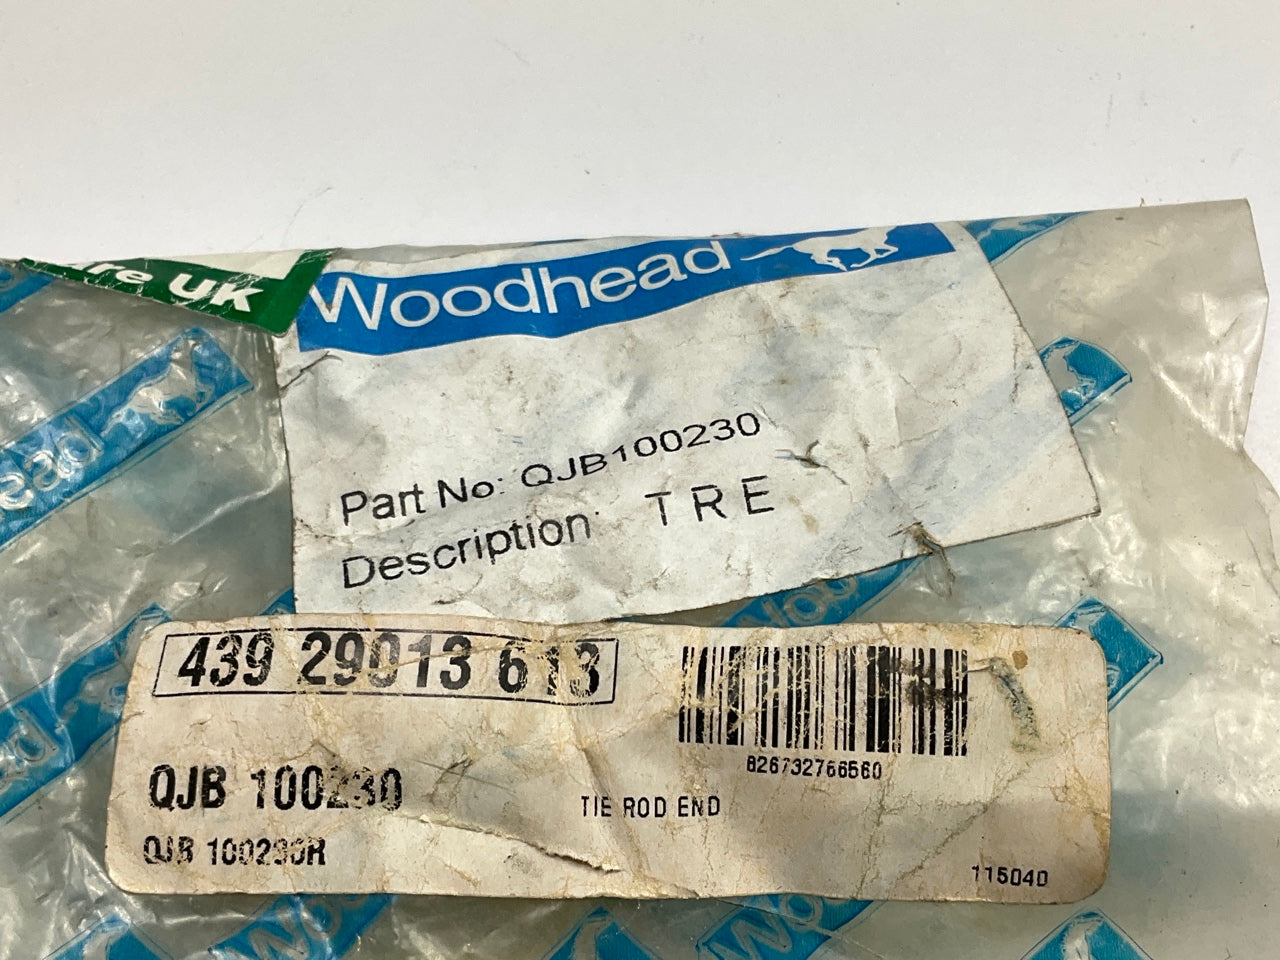 re UK
Woodhead
Part No: QJB100230
Description: TRE
439 29013 613
826732766560
QJB 100230
TIE ROD END
QJB 100230R
115040